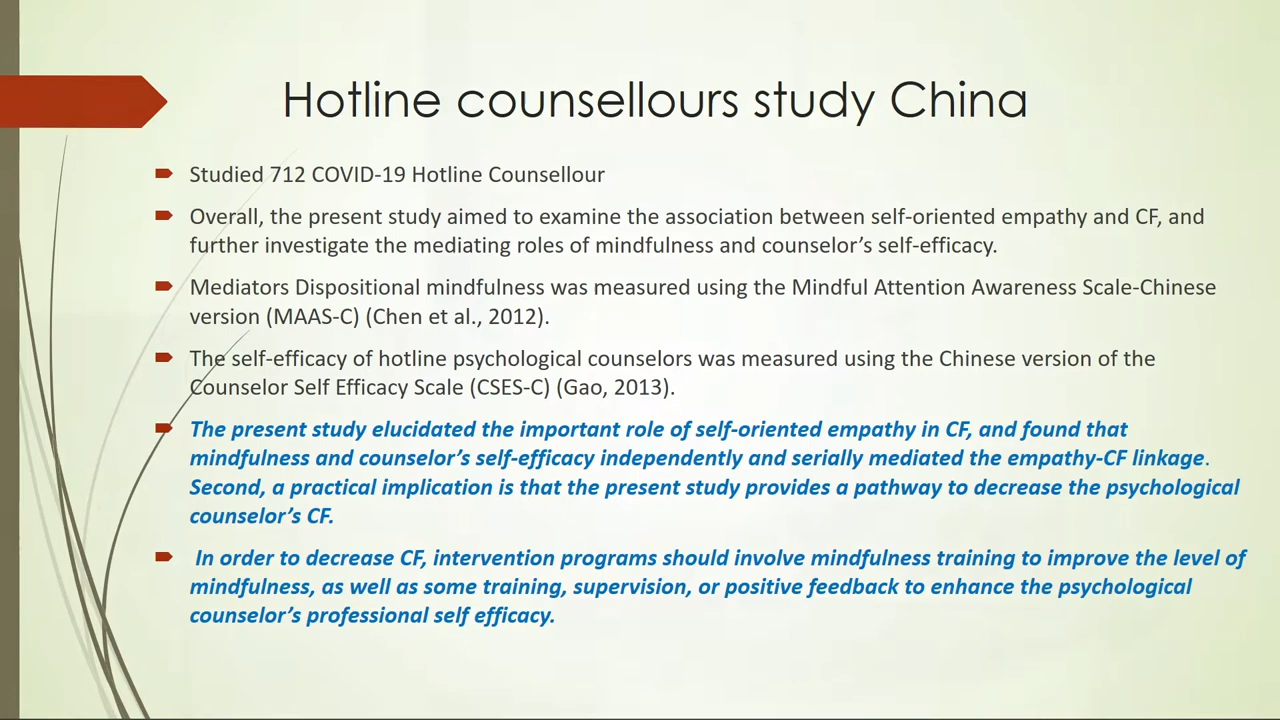 Hotline counsellours study China
Studied 712 COVID-19 Hotline Counsellour
Overall, the present study aimed to examine the association between self-oriented empathy and CF, and
further investigate the mediating roles of mindfulness and counselor’s self-efficacy.
Mediators Dispositional mindfulness was measured using the Mindful Attention Awareness Scale-Chinese
version (MAAS-C) (Chen et al., 2012).
The self-efficacy of hotline psychological counselors was measured using the Chinese version of the
Counselor Self Efficacy Scale (CSES-C) (Gao, 2013).
The present study elucidated the important role of self-oriented empathy in CF, and found that
mindfulness and counselor’s self-efficacy independently and serially mediated the empathy-CF linkage.
Second, a practical implication is that the present study provides a pathway to decrease the psychological
counselor’s CF.
In order to decrease CF, intervention programs should involve mindfulness training to improve the level of
mindfulness, as well as some training, supervision, or positive feedback to enhance the psychological
counselor’s professional self efficacy.